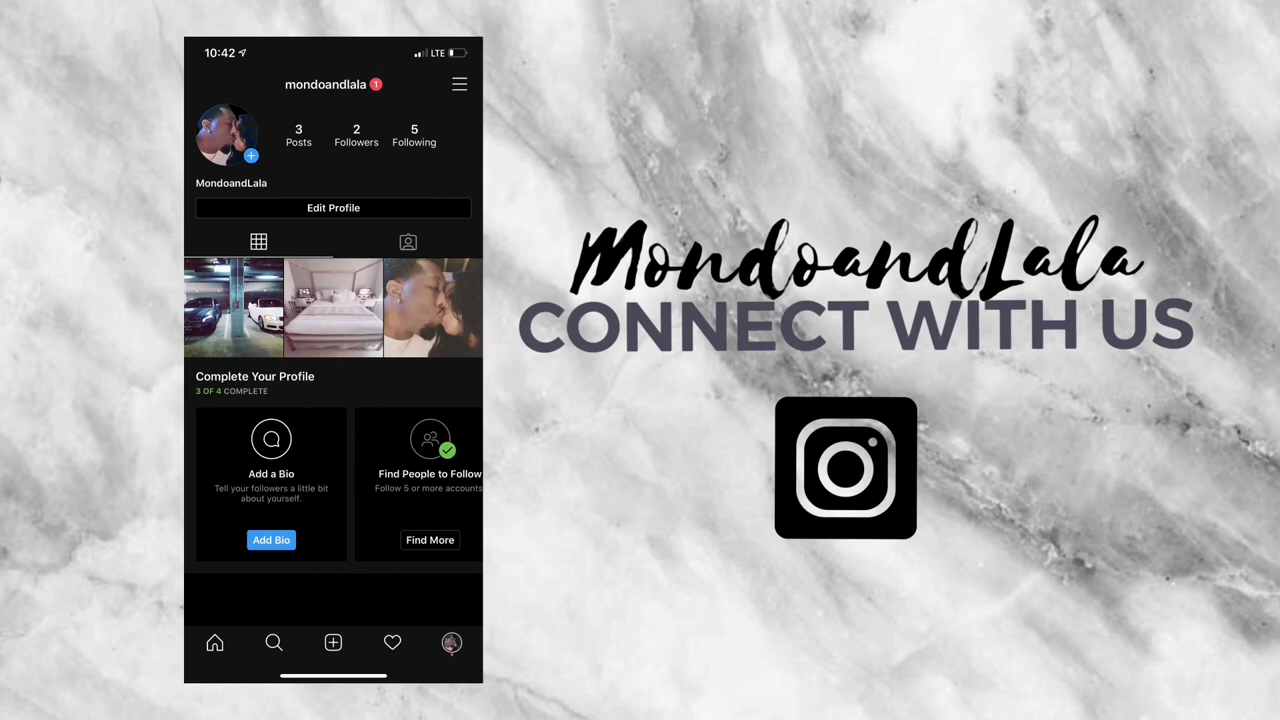 10:42
LTE
mondoandlala 1
3 2 5
Posts Followers Following
MondoandLala
Edit Profile
Complete Your Profile
3 OF 4 COMPLETE
Add a Bio
Tell your followers a little bit
about yourself.
Add Bio
Find People to Follow
Follow 5 or more accounts
Find More
MondoandLala
CONNECT WITH US